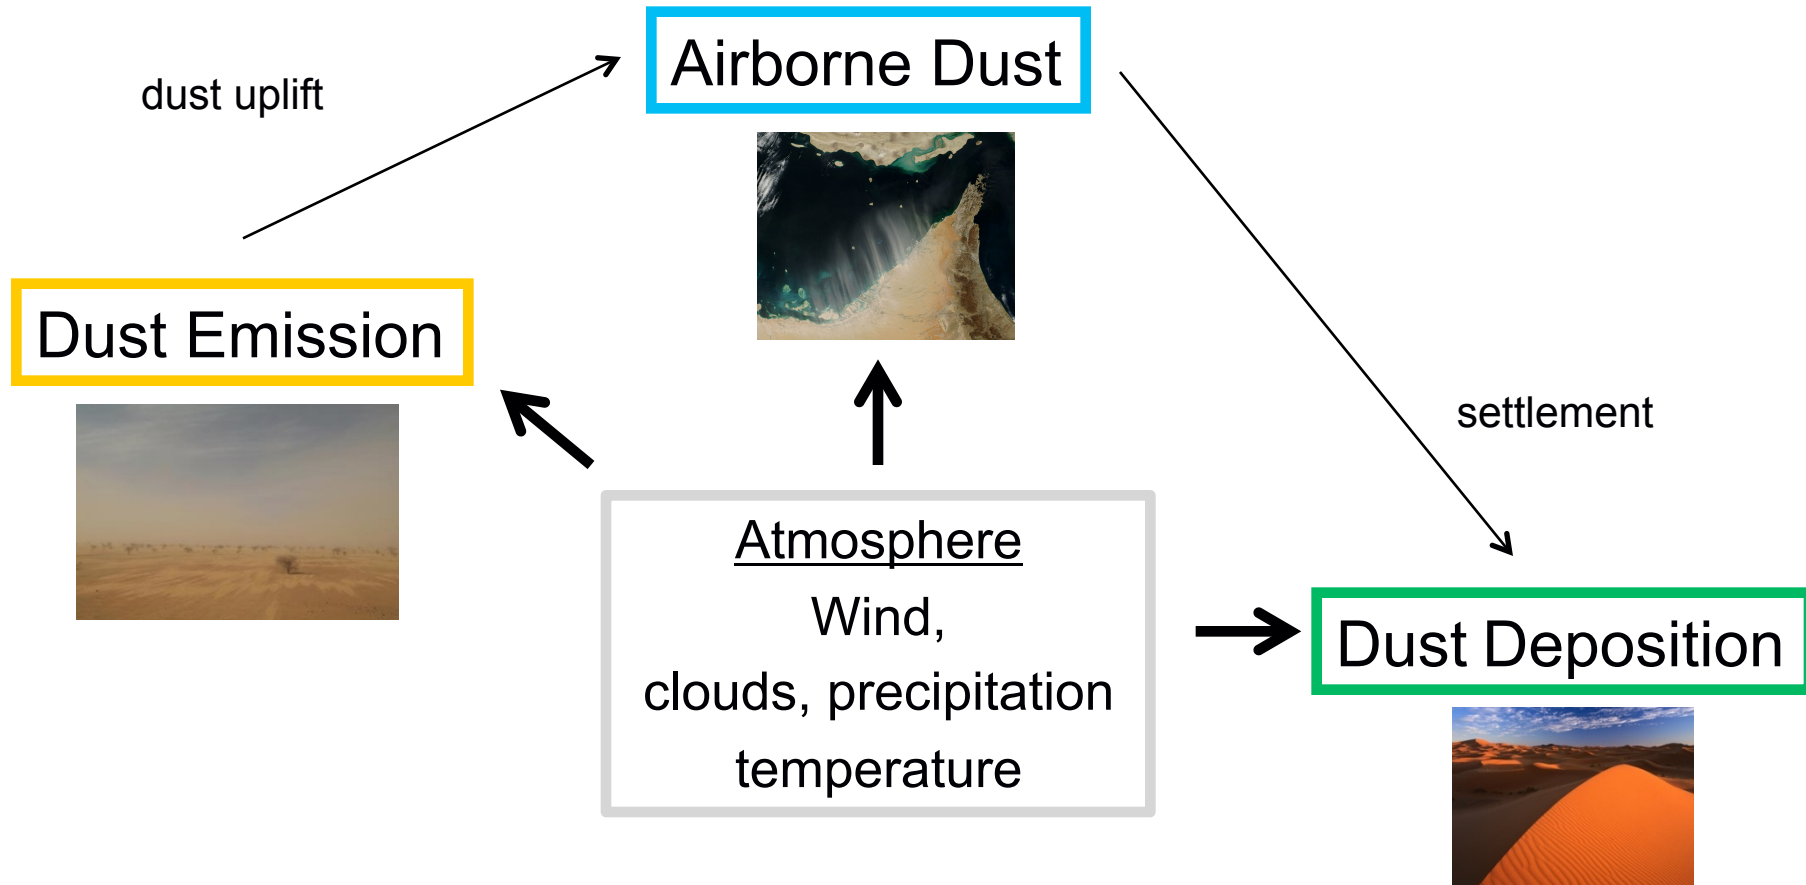 Airborne Dust
dust uplift
Dust Emission
settlement
Atmosphere
Wind,
clouds, precipitation
temperature
Dust Deposition